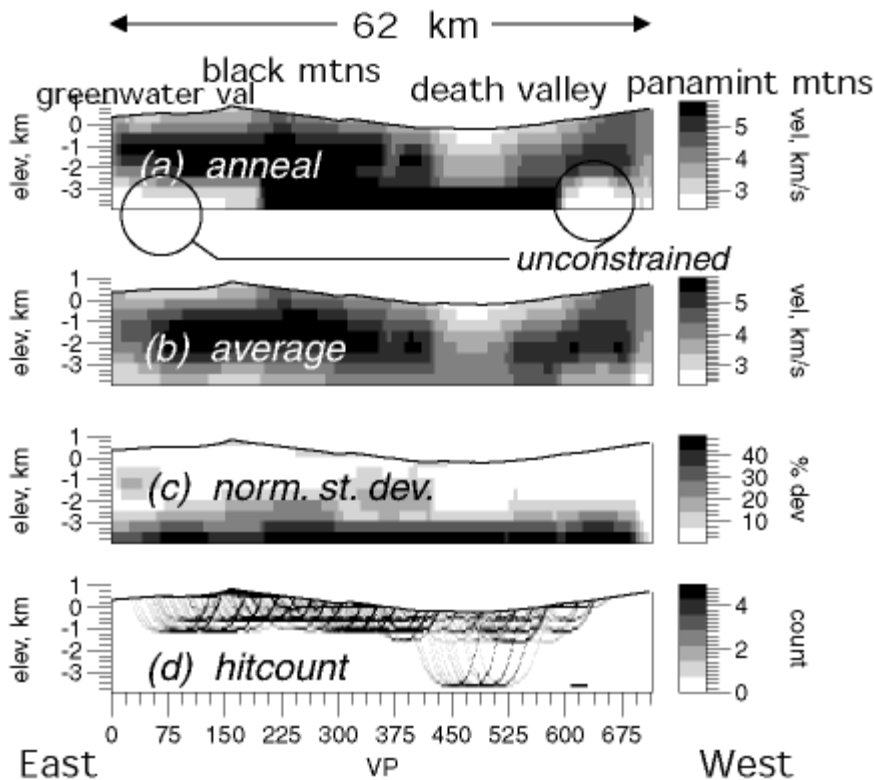 62 km
black mtns
greenwater val
death valley
panamint mtns
elev, km
0
-1
-2
-3
(a) anneal
5
4
3
vel, km/s
unconstrained
elev, km
1
0
-1
-2
-3
(b) average
5
4
3
vel, km/s
elev, km
1
0
-1
-2
-3
(c) norm. st. dev.
40
30
20
10
% dev
elev, km
1
0
-1
-2
-3
(d) hitcount
4
2
0
count
0 75 150 225 300 375 450 525 600 675
East VP West